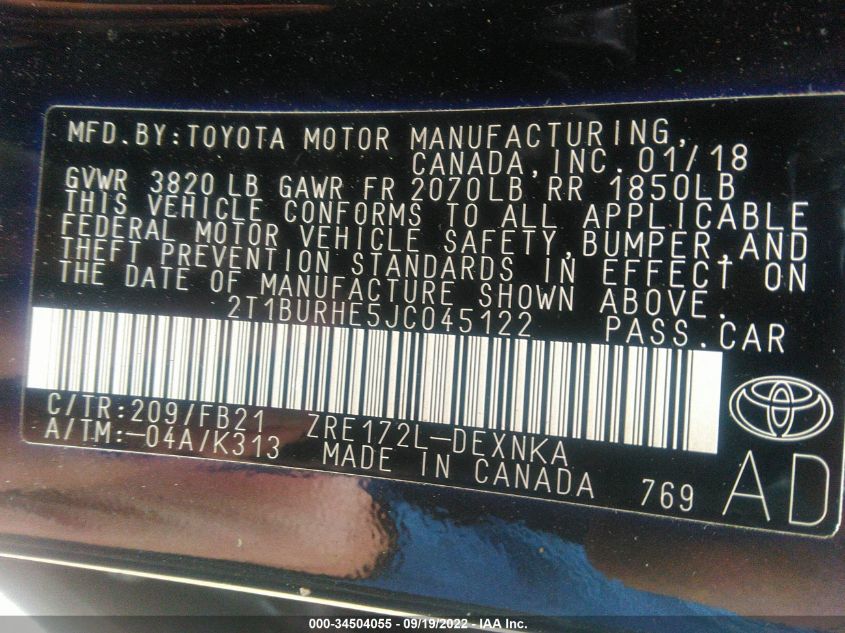 MFD.BY:TOYOTA MOTOR MANUFACTURING,
CANADA,INC.01/18
GVWR 3820LB GAWR FR 2070LB RR 1850LB
THIS VEHICLE CONFORMS TO ALL APPLICABLE
FEDERAL MOTOR VEHICLE SAFETY,BUMPER,AND
THEFT PREVENTION STANDARDS IN EFFECT ON
THE DATE OF MANUFACTURE SHOWN ABOVE.
2T1BURHE5JC045122 PASS.CAR
C/TR:209/FB21 ZRE172L-DEXNKA
A/TM:-04A/K313 MADE IN CANADA 769
AD
000-34504055 - 09/19/2022 - IAA Inc.